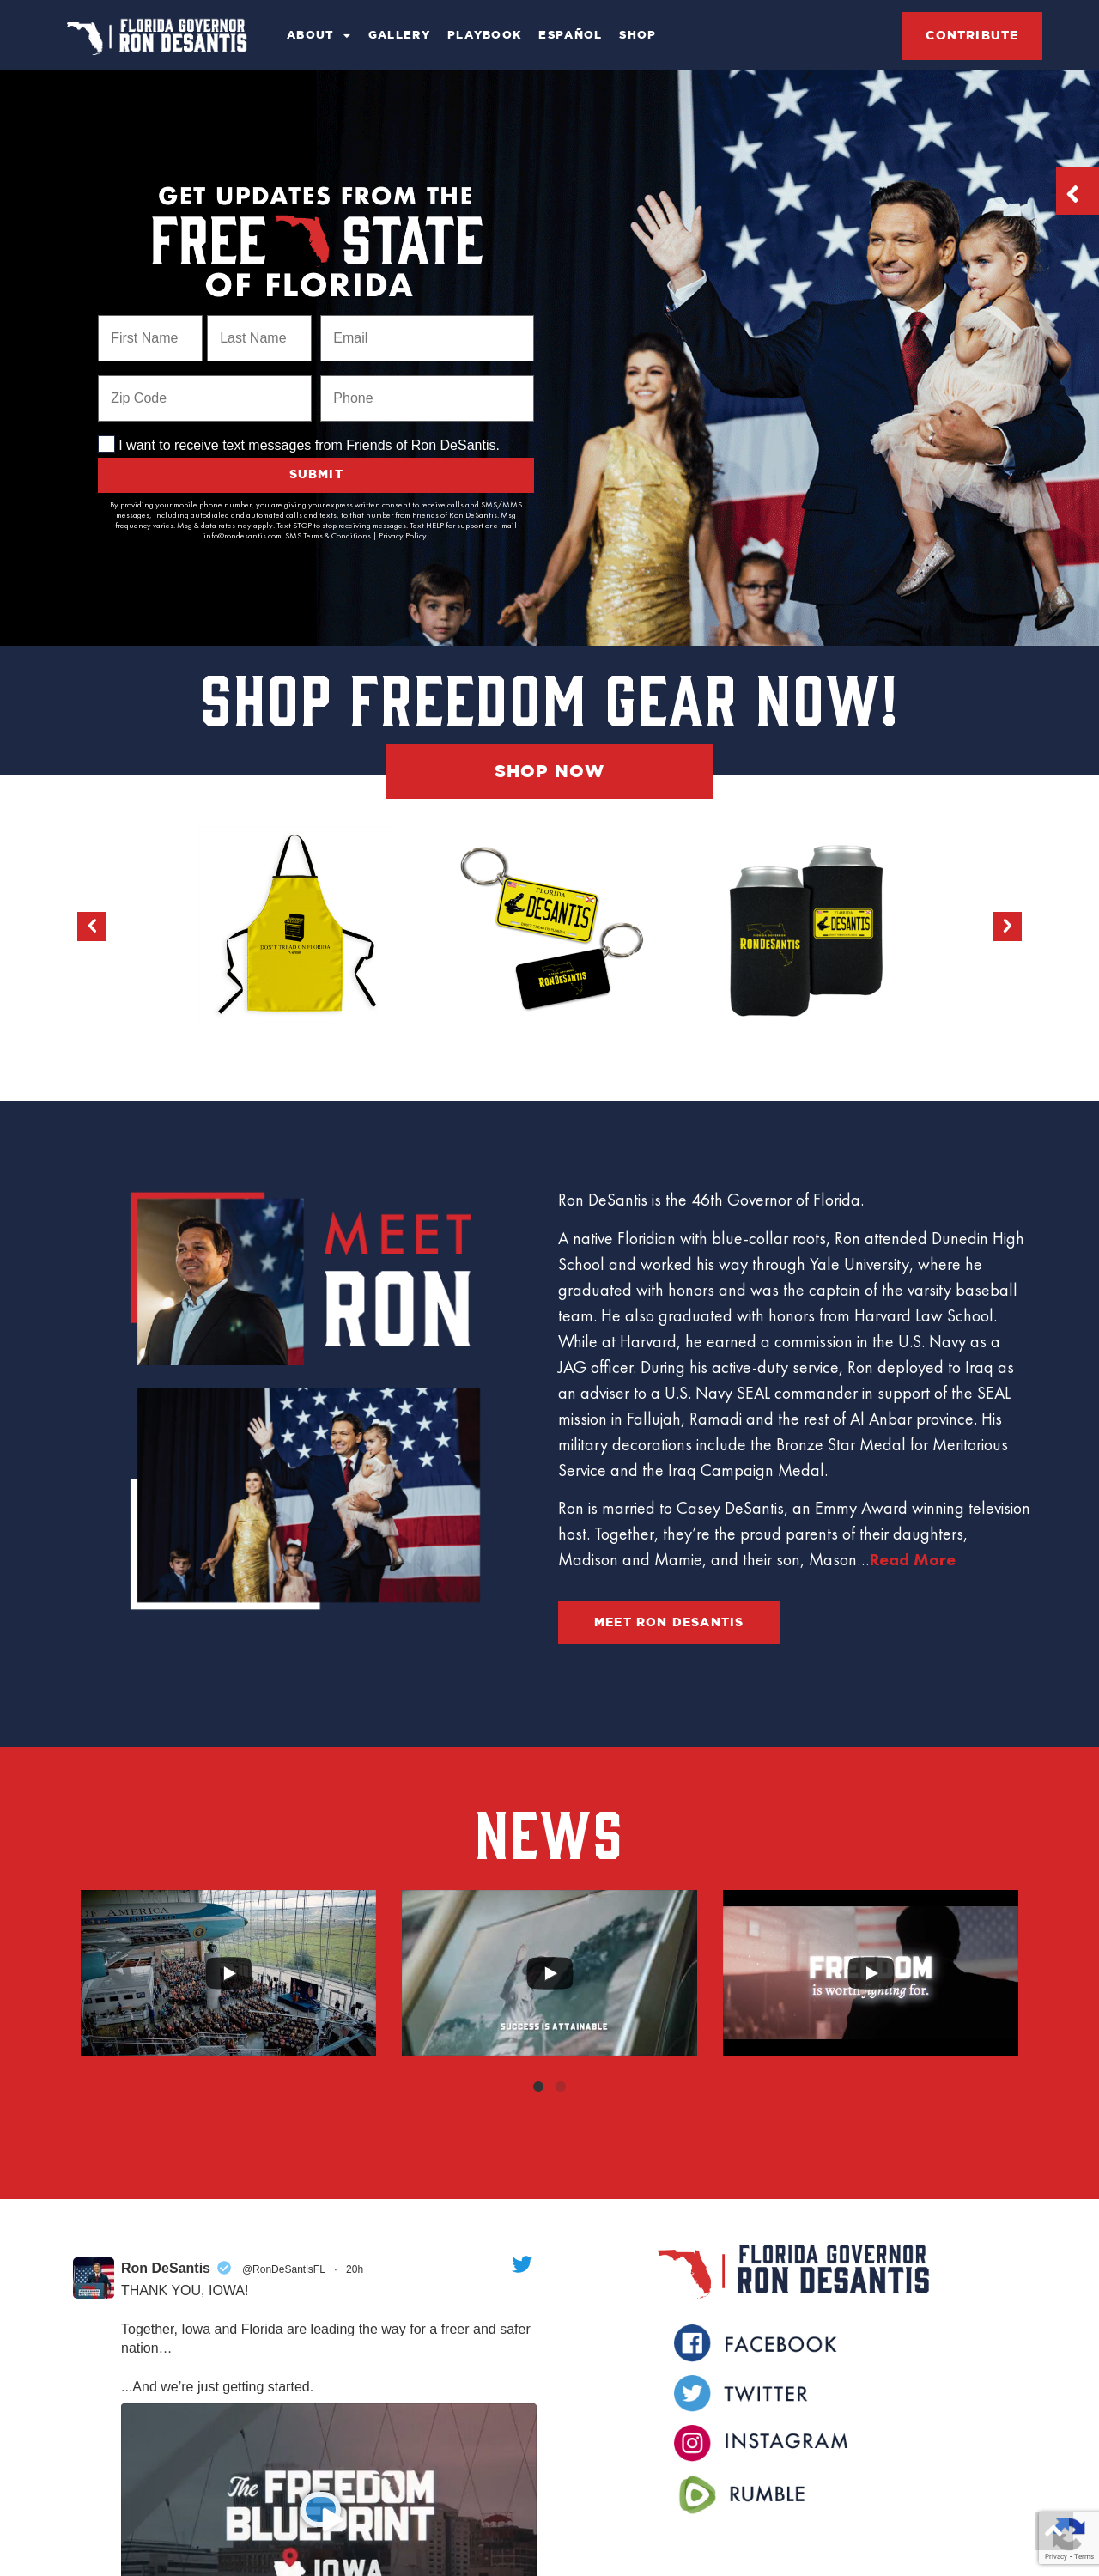 FLORIDA GOVERNOR
RON DESANTIS
ABOUT
GALLERY
PLAYBOOK
ESPAÑOL
SHOP
CONTRIBUTE
GET UPDATES FROM THE
FREE STATE
OF FLORIDA
First Name
Last Name
Email
Zip Code
Phone
I want to receive text messages from Friends of Ron DeSantis.
SUBMIT
By providing your mobile phone number, you are giving your express written consent to receive calls and SMS/MMS
messages, including autodialed and automated calls and texts, to that number from Friends of Ron DeSantis. Msg
frequency varies. Msg & data rates may apply. Text STOP to stop receiving messages. Text HELP for support or e-mail
info@rondesantis.com. SMS Terms & Conditions | Privacy Policy.
SHOP FREEDOM GEAR NOW!
SHOP NOW
DON'T TREAD ON FLORIDA
FLORIDA
DESANTIS
DON'T TREAD ON FLORIDA
RON DESANTIS
RON DESANTIS
FLORIDA
DESANTIS
MEET
RON
Ron DeSantis is the 46th Governor of Florida.
A native Floridian with blue-collar roots, Ron attended Dunedin High
School and worked his way through Yale University, where he
graduated with honors and was the captain of the varsity baseball
team. He also graduated with honors from Harvard Law School.
While at Harvard, he earned a commission in the U.S. Navy as a
JAG officer. During his active-duty service, Ron deployed to Iraq as
an adviser to a U.S. Navy SEAL commander in support of the SEAL
mission in Fallujah, Ramadi and the rest of Al Anbar province. His
military decorations include the Bronze Star Medal for Meritorious
Service and the Iraq Campaign Medal.
Ron is married to Casey DeSantis, an Emmy Award winning television
host. Together, they're the proud parents of their daughters,
Madison and Mamie, and their son, Mason...Read More
MEET RON DESANTIS
NEWS
OF AMERICA
SUCCESS IS ATTAINABLE
is worth fighting for.
Ron DeSantis @RonDeSantisFL · 20h
THANK YOU, IOWA!
Together, Iowa and Florida are leading the way for a freer and safer
nation…
...And we're just getting started.
The FREEDOM
BLUEPRINT
IOWA
FLORIDA GOVERNOR
RON DESANTIS
FACEBOOK
TWITTER
INSTAGRAM
RUMBLE
Privacy - Terms